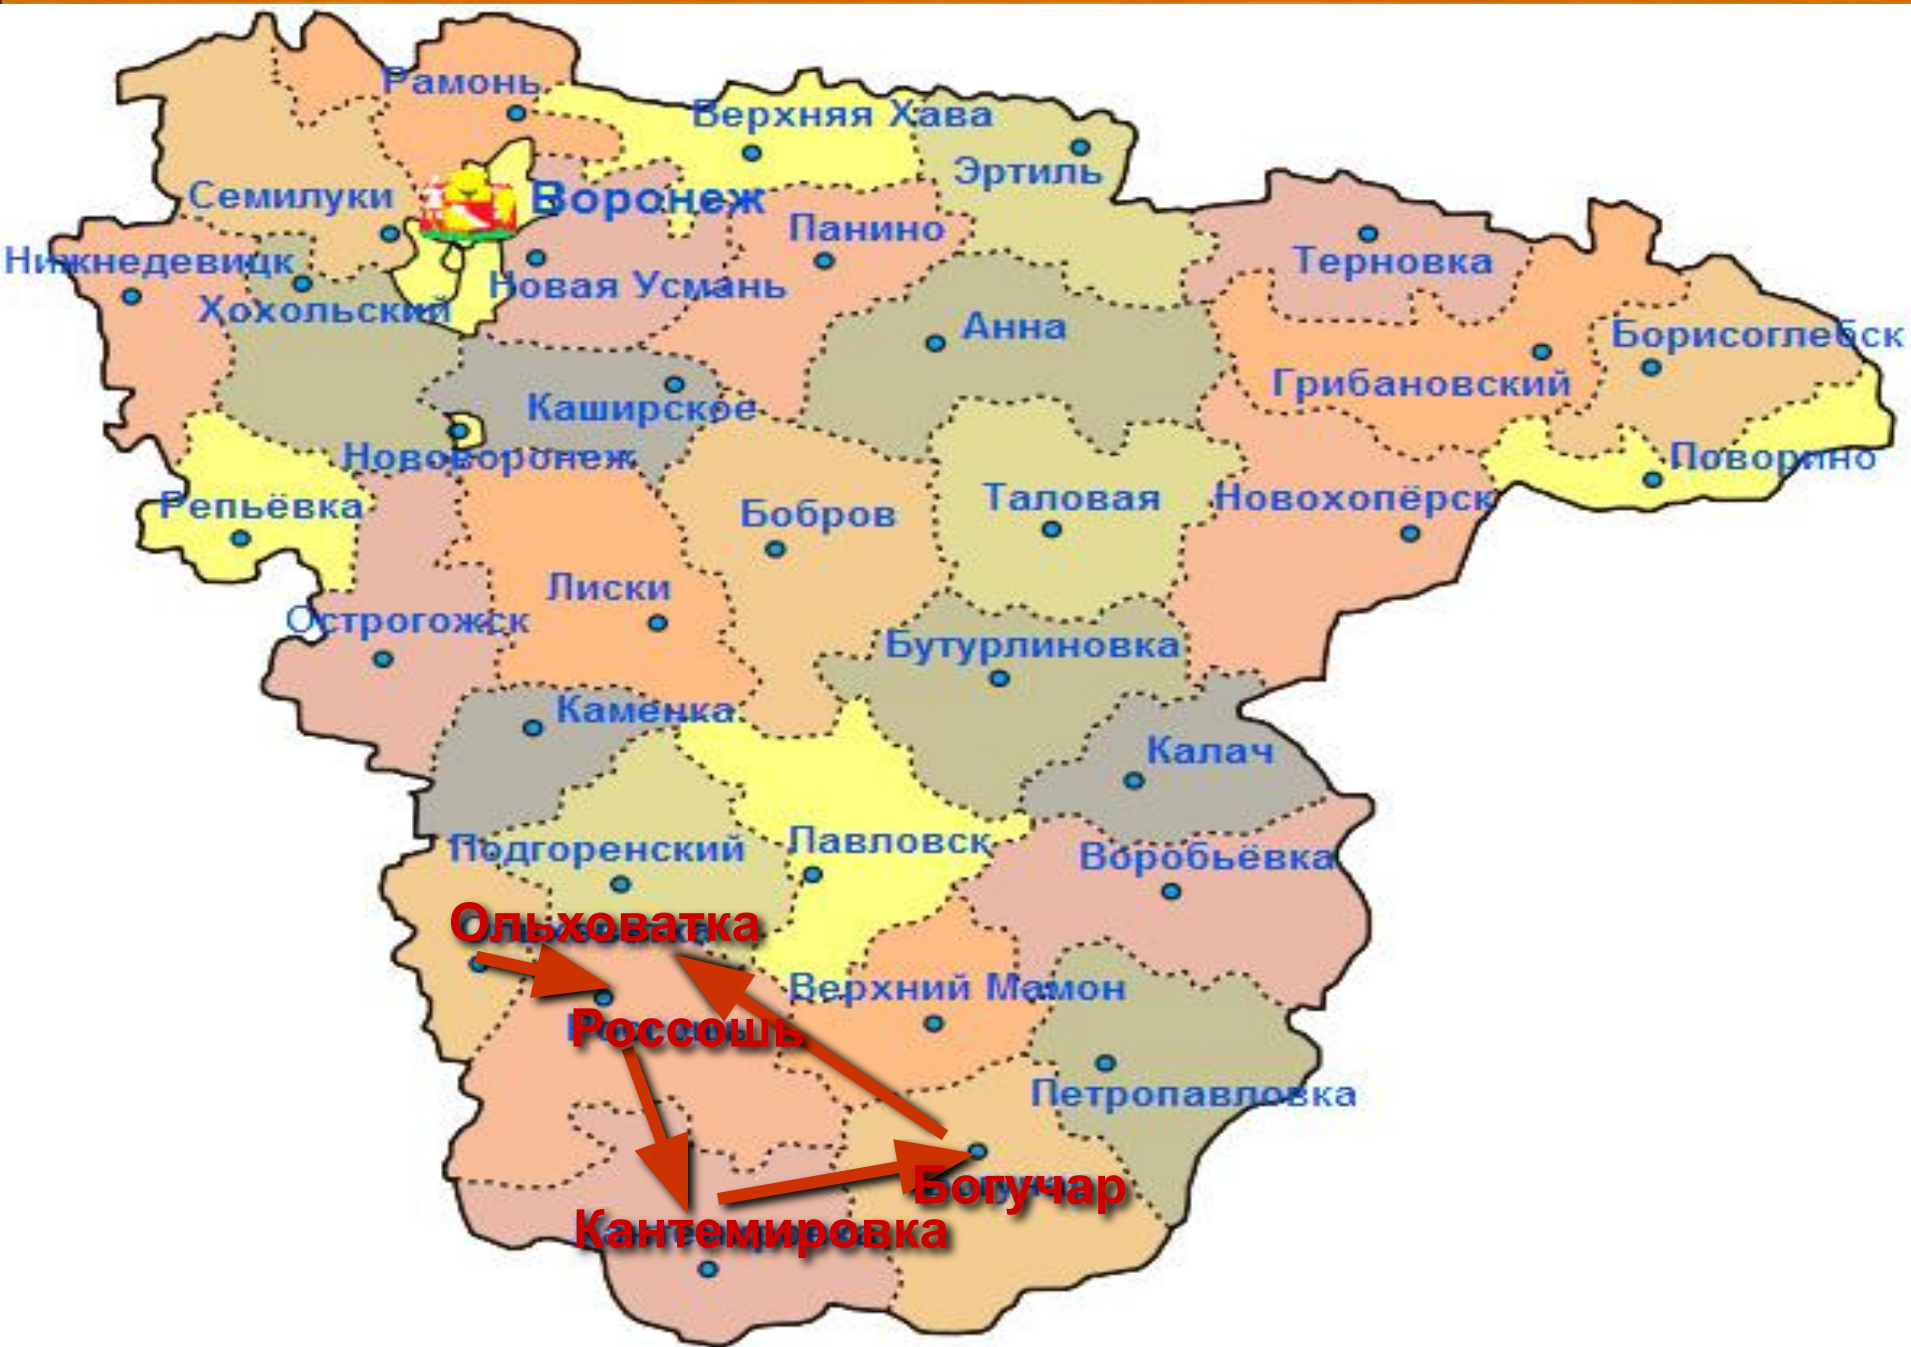 Рамонь
Верхняя Хава
Эртиль
Семилуки
Воронеж
Панино
Нижнедевицк
Терновка
Новая Усмань
Хохольский
Анна
Борисоглебск
Грибановский
Каширское
Нововоронеж
Поворино
Репьёвка
Бобров
Таловая
Новохопёрск
Лиски
Острогожск
Бутурлиновка
Каменка
Калач
Подгоренский
Павловск
Воробьёвка
Ольховатка
Верхний Мамон
Россошь
Петропавловка
Богучар
Кантемировка